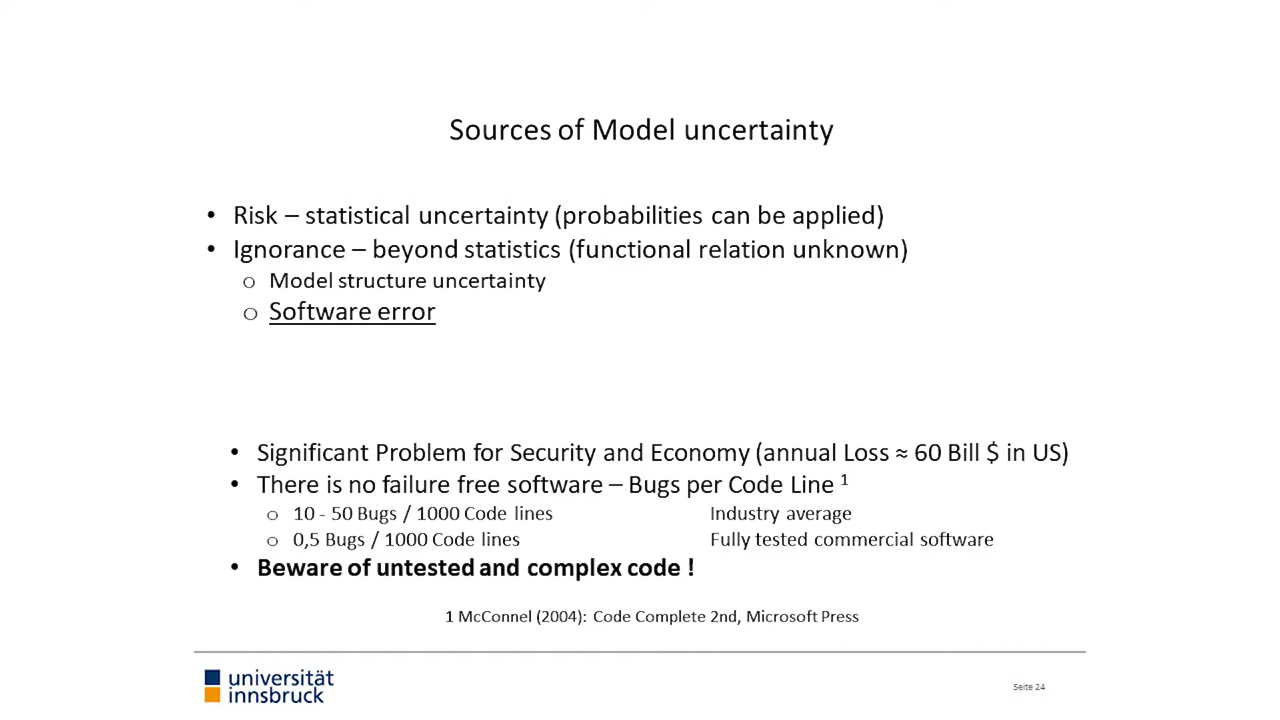 Sources of Model uncertainty
• Risk – statistical uncertainty (probabilities can be applied)
• Ignorance – beyond statistics (functional relation unknown)
○ Model structure uncertainty
○ Software error
• Significant Problem for Security and Economy (annual Loss ≈ 60 Bill $ in US)
• There is no failure free software – Bugs per Code Line ¹
○ 10 - 50 Bugs / 1000 Code lines Industry average
○ 0,5 Bugs / 1000 Code lines Fully tested commercial software
• Beware of untested and complex code !
1 McConnel (2004): Code Complete 2nd, Microsoft Press
universität
innsbruck
Seite 24